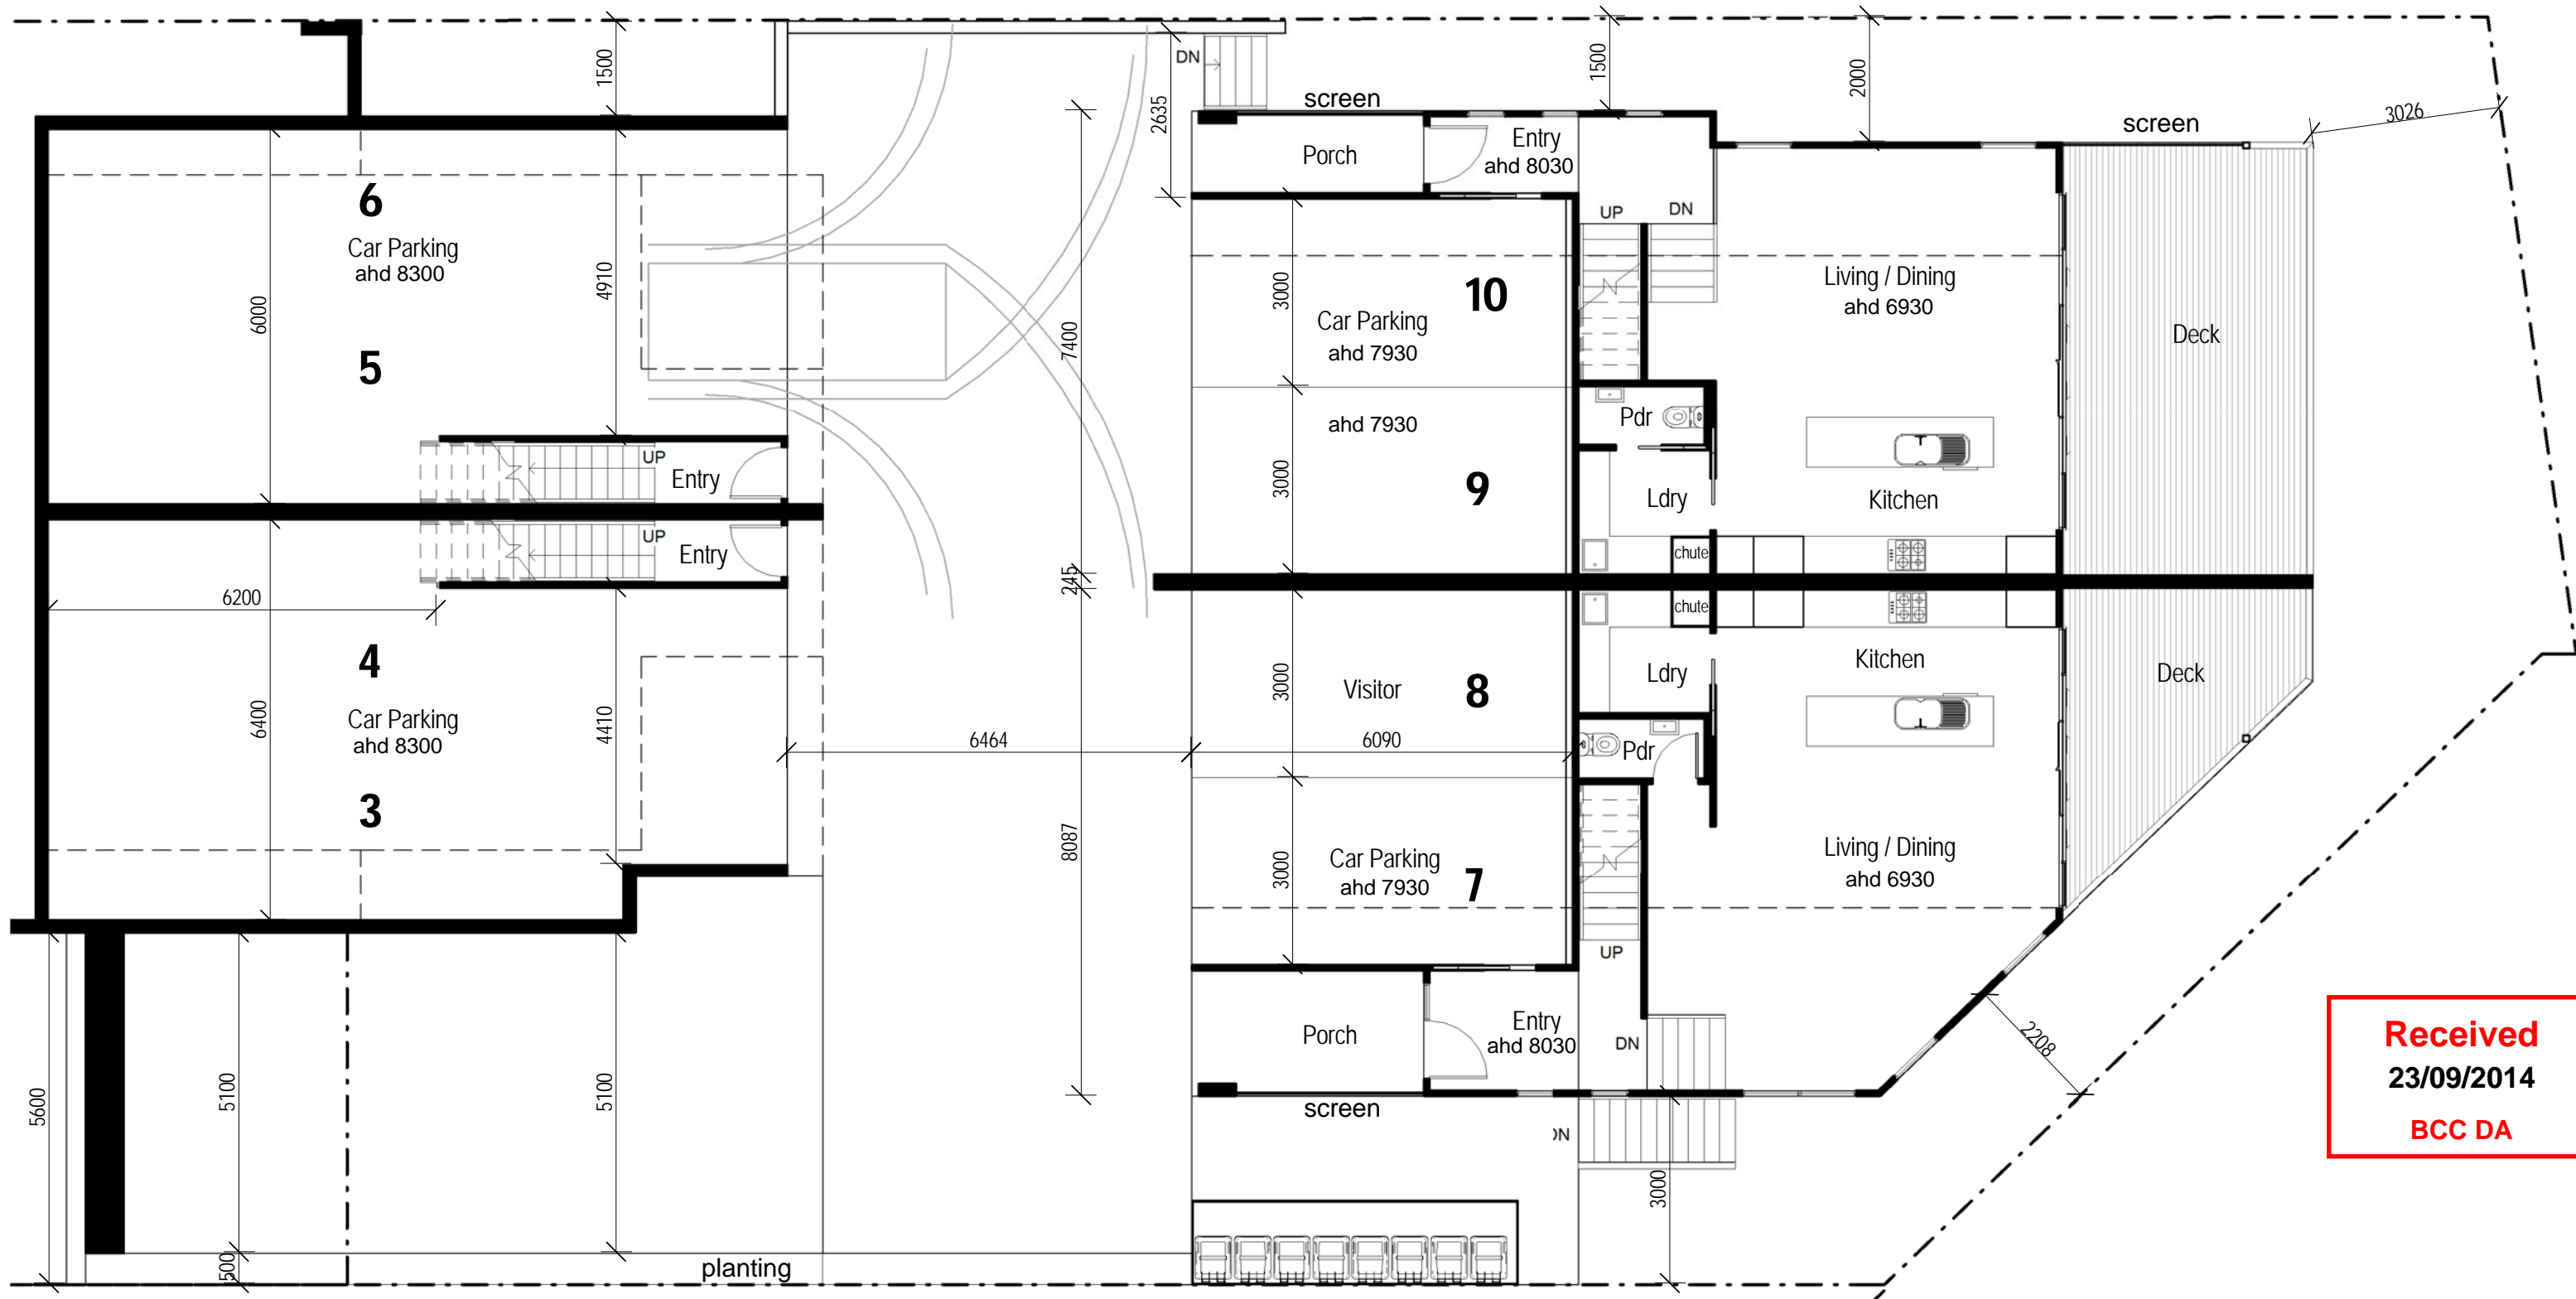 1500
DN
2635
1500
2000
3026
screen
screen
Porch
Entry
ahd 8030
6
Car Parking
ahd 8300
6000
4910
5
UP
Entry
7400
3000
10
Car Parking
ahd 7930
UP
DN
Living / Dining
ahd 6930
Deck
ahd 7930
3000
9
Pdr
Ldry
Kitchen
chute
UP
Entry
245
6200
4
Car Parking
ahd 8300
6400
4410
3
6464
8087
3000
Visitor
8
6090
chute
Ldry
Kitchen
Deck
Pdr
3000
Car Parking
ahd 7930
7
Living / Dining
ahd 6930
UP
Porch
Entry
ahd 8030
DN
2208
screen
DN
3000
5600
5100
5100
500
planting
Received
23/09/2014
BCC DA